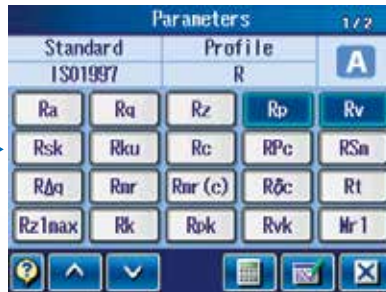 Parameters 1/2
Standard Profile
ISO1997 R A
Ra Rq Rz Rp Rv
Rsk Rku Rc RPc RSm
RΔq Rmr Rmr(c) Rδc Rt
Rz1max Rk Rpk Rvk Mr1
?